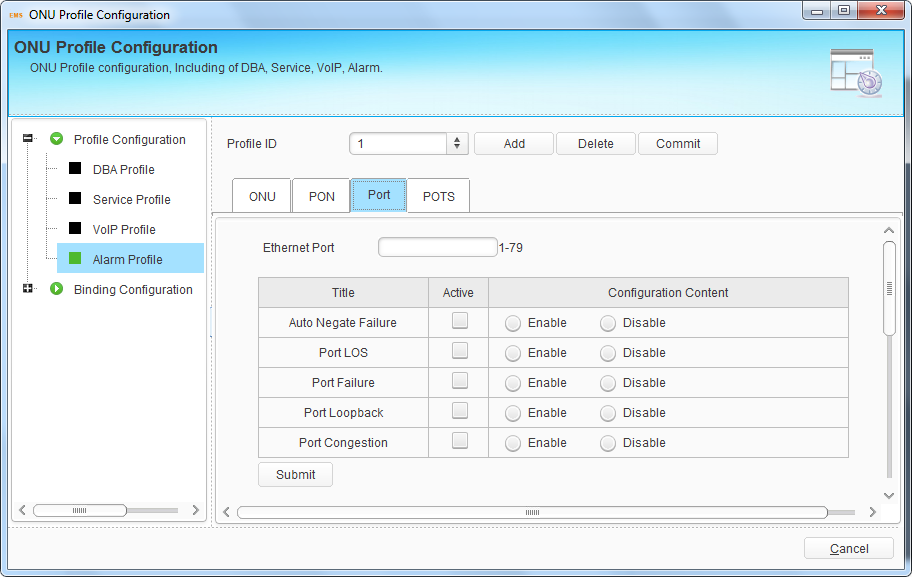 EMS ONU Profile Configuration
ONU Profile Configuration
ONU Profile configuration, Including of DBA, Service, VoIP, Alarm.
Profile Configuration
DBA Profile
Service Profile
VoIP Profile
Alarm Profile
Binding Configuration
Profile ID 1 Add Delete Commit
ONU PON Port POTS
Ethernet Port 1-79
Title Active Configuration Content
Auto Negate Failure Enable Disable
Port LOS Enable Disable
Port Failure Enable Disable
Port Loopback Enable Disable
Port Congestion Enable Disable
Submit
Cancel